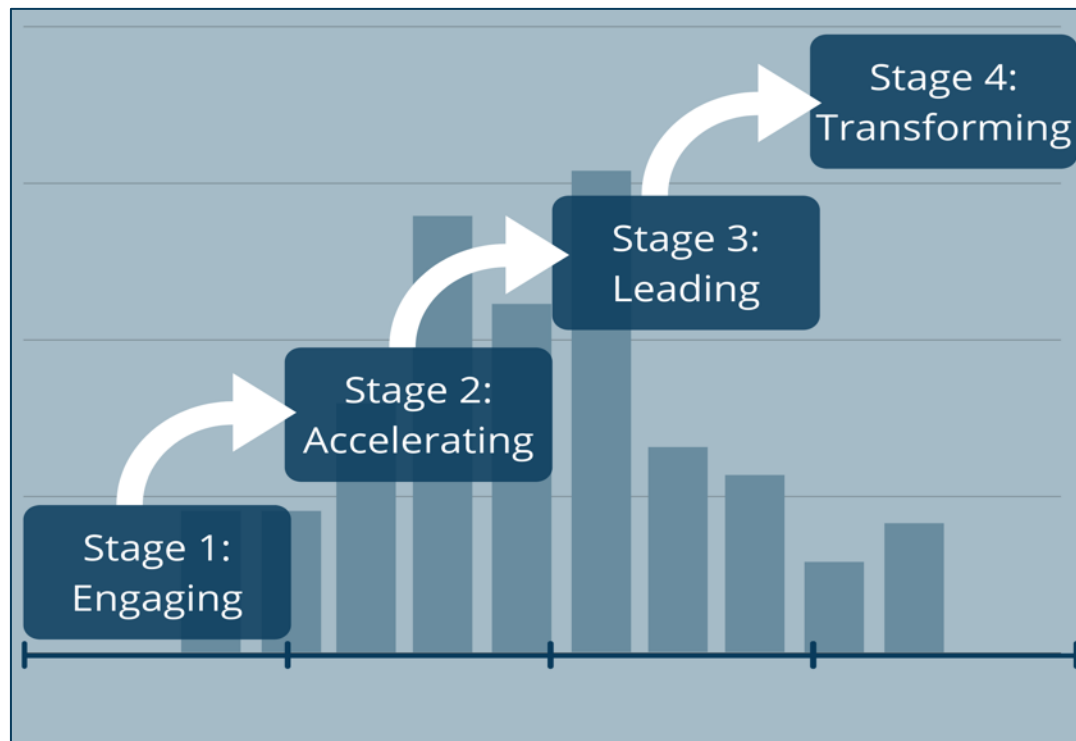 Stage 1:
Engaging
Stage 2:
Accelerating
Stage 3:
Leading
Stage 4:
Transforming